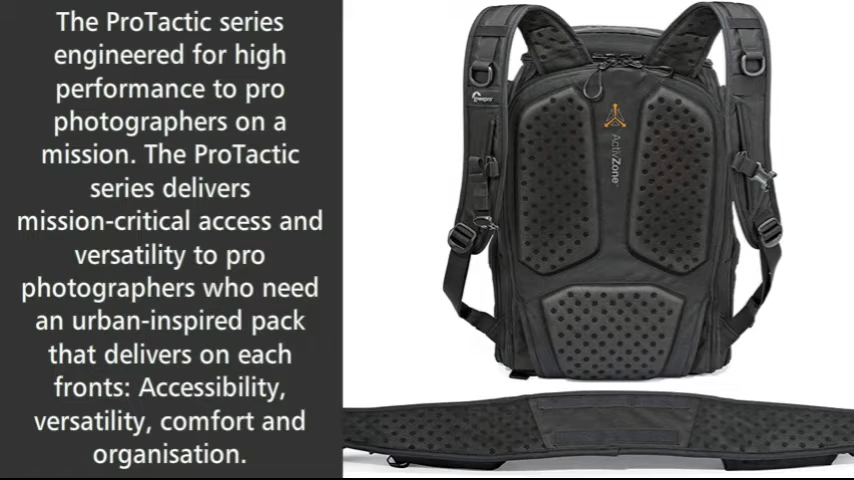 The ProTactic series
engineered for high
performance to pro
photographers on a
mission. The ProTactic
series delivers
mission-critical access and
versatility to pro
photographers who need
an urban-inspired pack
that delivers on each
fronts: Accessibility,
versatility, comfort and
organisation.
Lowepro
ActivZone™